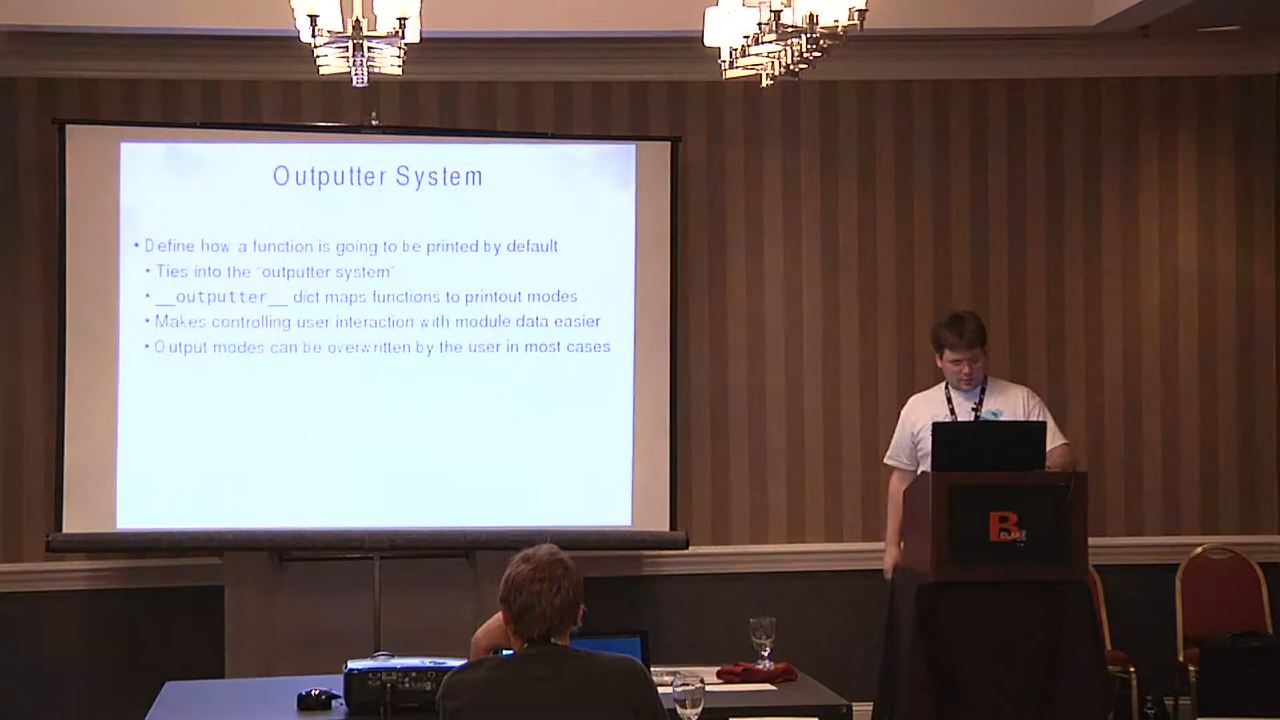 Outputter System
• Define how a function is going to be printed by default
• Ties into the "outputter system"
• __outputter__ dict maps functions to printout modes
• Makes controlling user interaction with module data easier
• Output modes can be overwritten by the user in most cases
B
BLAKE